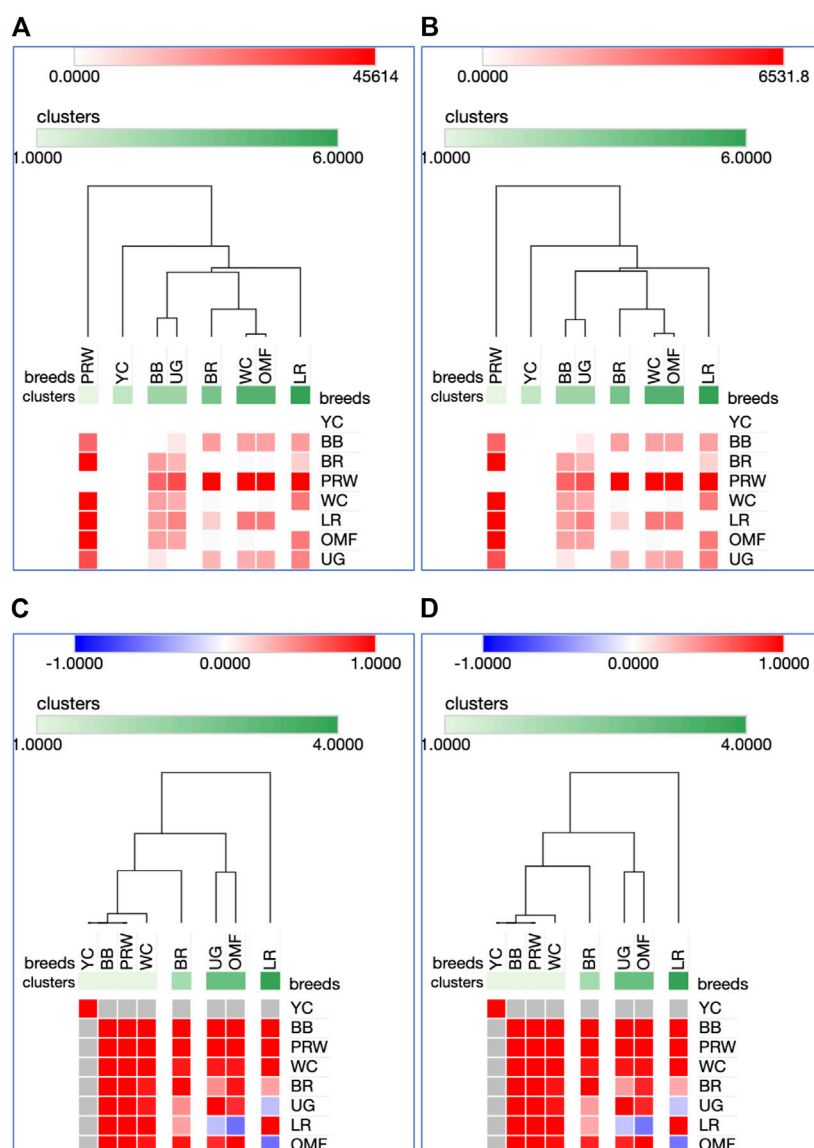 A
0.0000 45614
clusters
1.0000 6.0000
breeds PRW YC BB UG BR WC OMF LR
clusters breeds
YC
BB
BR
PRW
WC
LR
OMF
UG
B
0.0000 6531.8
clusters
1.0000 6.0000
breeds PRW YC BB UG BR WC OMF LR
clusters breeds
YC
BB
BR
PRW
WC
LR
OMF
UG
C
-1.0000 0.0000 1.0000
clusters
1.0000 4.0000
breeds YC BB PRW WC BR UG OMF LR
clusters breeds
YC
BB
PRW
WC
BR
UG
LR
OMF
D
-1.0000 0.0000 1.0000
clusters
1.0000 4.0000
breeds YC BB PRW WC BR UG OMF LR
clusters breeds
YC
BB
PRW
WC
BR
UG
LR
OMF